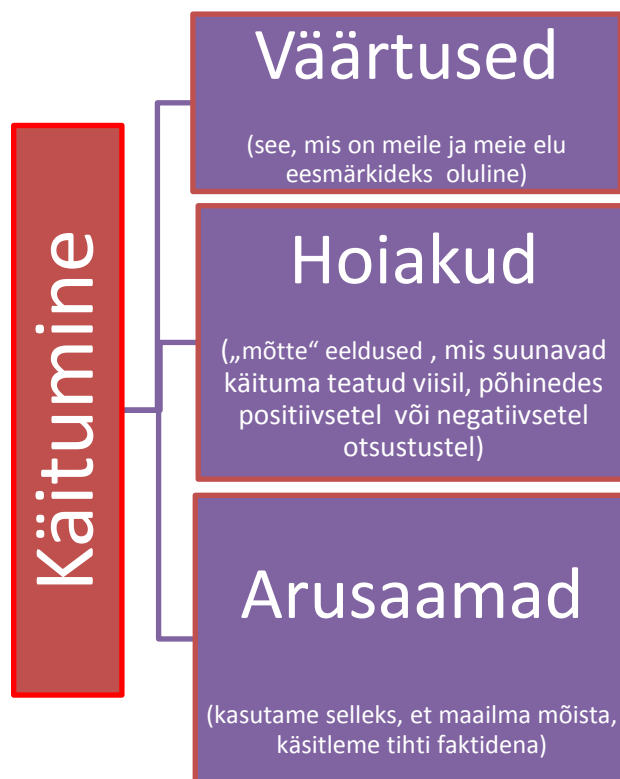 Käitumine
Väärtused
(see, mis on meile ja meie elu
eesmärkideks oluline)
Hoiakud
(„mõtte“ eeldused , mis suunavad
käituma teatud viisil, põhinedes
positiivsetel või negatiivsetel
otsustustel)
Arusaamad
(kasutame selleks, et maailma mõista,
käsitleme tihti faktidena)